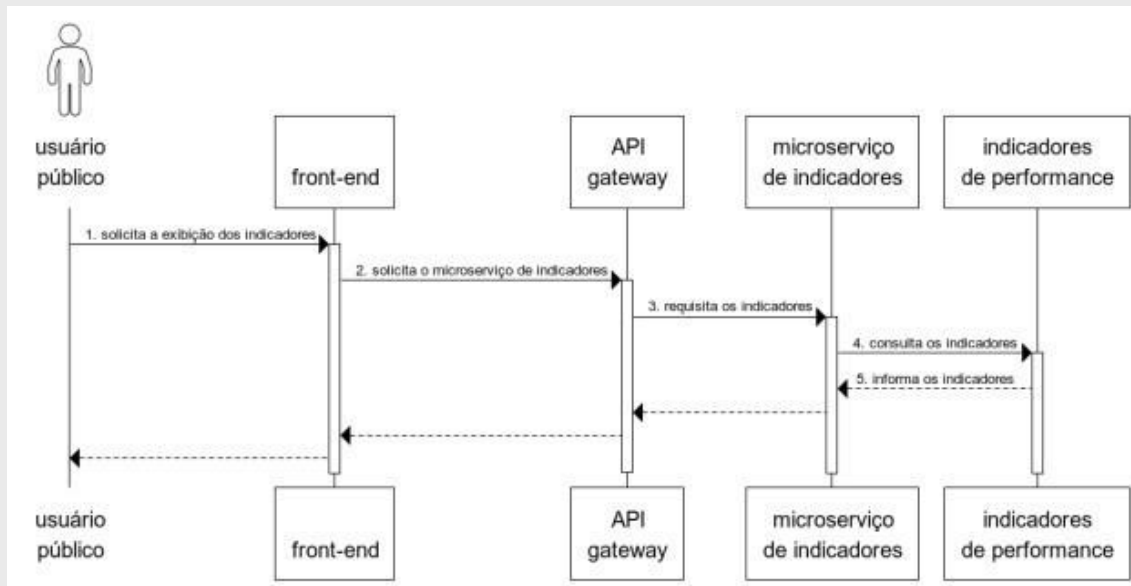 usuário
público
front-end
API
gateway
microserviço
de indicadores
indicadores
de performance
1. solicita a exibição dos indicadores
2. solicita o microserviço de indicadores
3. requisita os indicadores
4. consulta os indicadores
5. informa os indicadores
usuário
público
front-end
API
gateway
microserviço
de indicadores
indicadores
de performance